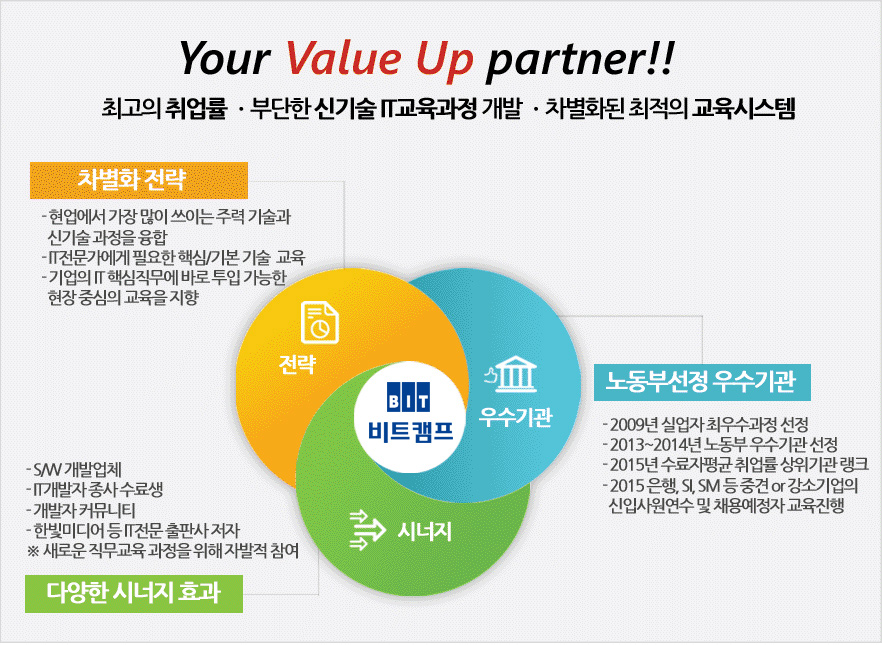 Your Value Up partner!!
최고의 취업률 · 부단한 신기술 IT교육과정 개발 · 차별화된 최적의 교육시스템
차별화 전략
- 현업에서 가장 많이 쓰이는 주력 기술과
신기술 과정을 융합
- IT전문가에게 필요한 핵심/기본 기술 교육
- 기업의 IT 핵심직무에 바로 투입 가능한
현장 중심의 교육을 지향
전략
우수기관
BIT
비트캠프
시너지
노동부선정 우수기관
- 2009년 실업자 최우수과정 선정
- 2013~2014년 노동부 우수기관 선정
- 2015년 수료자평균 취업률 상위기관 랭크
- 2015 은행, SI, SM 등 중견 or 강소기업의
신입사원연수 및 채용예정자 교육진행
- S/W 개발업체
- IT개발자 종사 수료생
- 개발자 커뮤니티
- 한빛미디어 등 IT전문 출판사 저자
※ 새로운 직무교육 과정을 위해 자발적 참여
다양한 시너지 효과